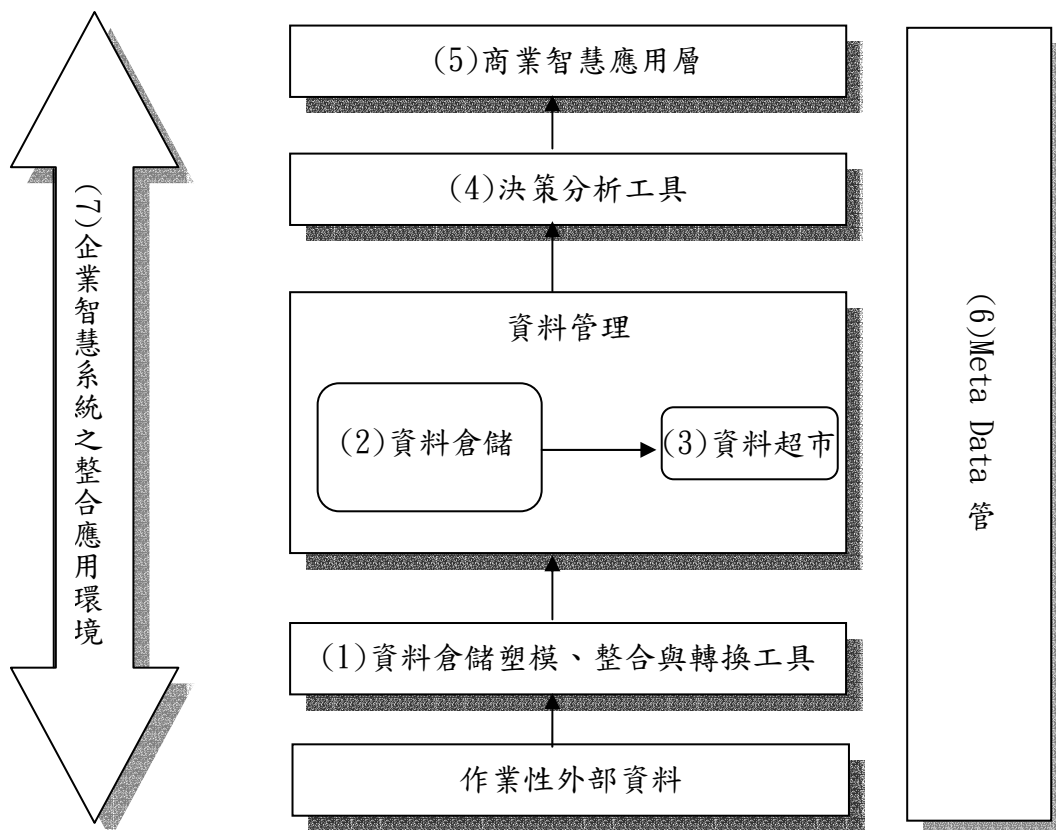 (5)商業智慧應用層
(4)決策分析工具
資料管理
(2)資料倉儲
(3)資料超市
(1)資料倉儲塑模、整合與轉換工具
作業性外部資料
(7)企業智慧系統之整合應用環境
(6)Meta Data 管